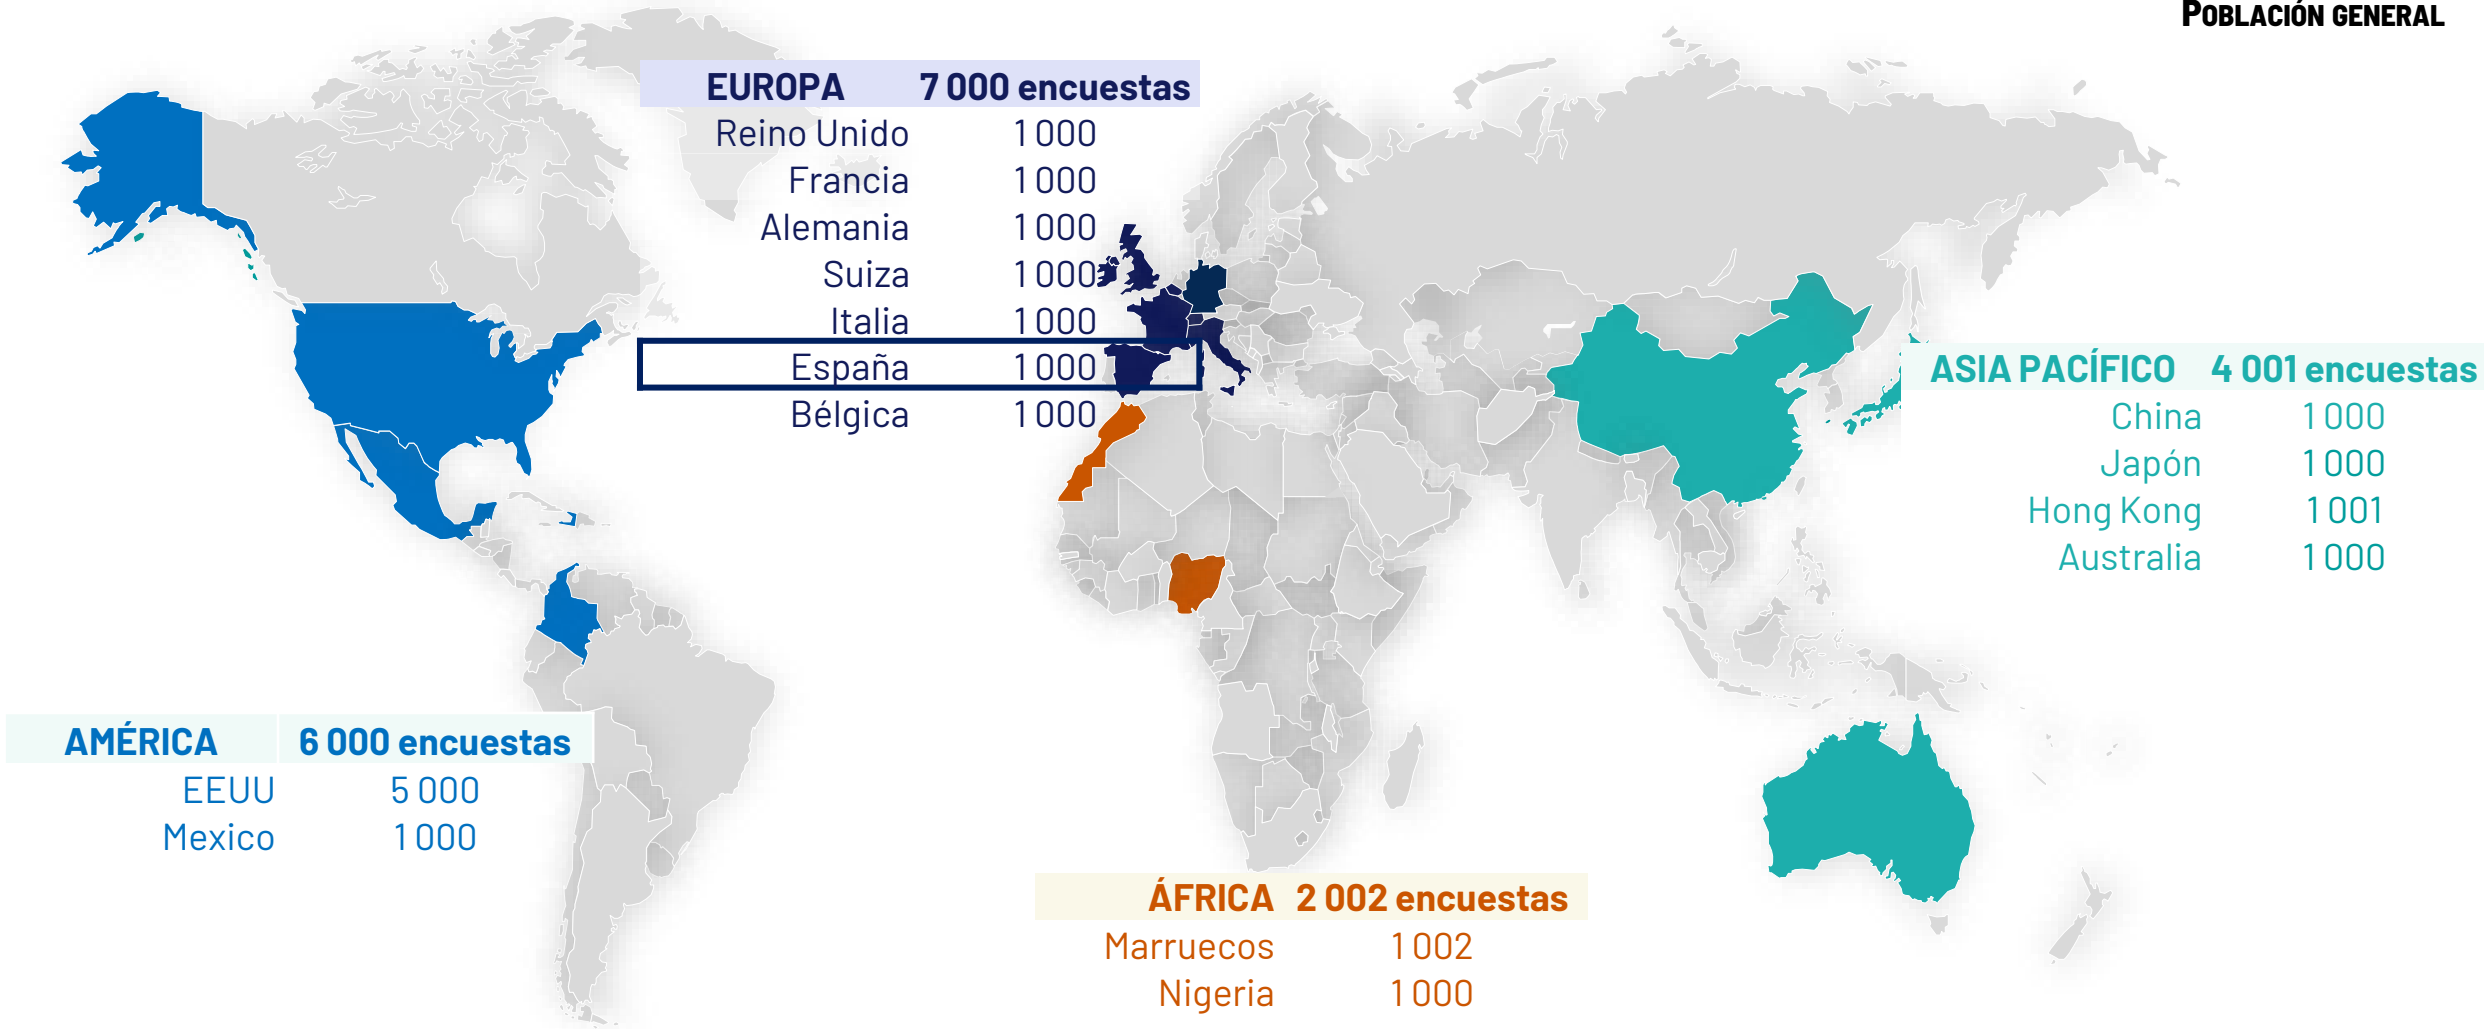 POBLACIÓN GENERAL
EUROPA 7 000 encuestas
Reino Unido 1 000
Francia 1 000
Alemania 1 000
Suiza 1 000
Italia 1 000
España 1 000
Bélgica 1 000
ASIA PACÍFICO 4 001 encuestas
China 1 000
Japón 1 000
Hong Kong 1 001
Australia 1 000
AMÉRICA 6 000 encuestas
EEUU 5 000
Mexico 1 000
ÁFRICA 2 002 encuestas
Marruecos 1 002
Nigeria 1 000